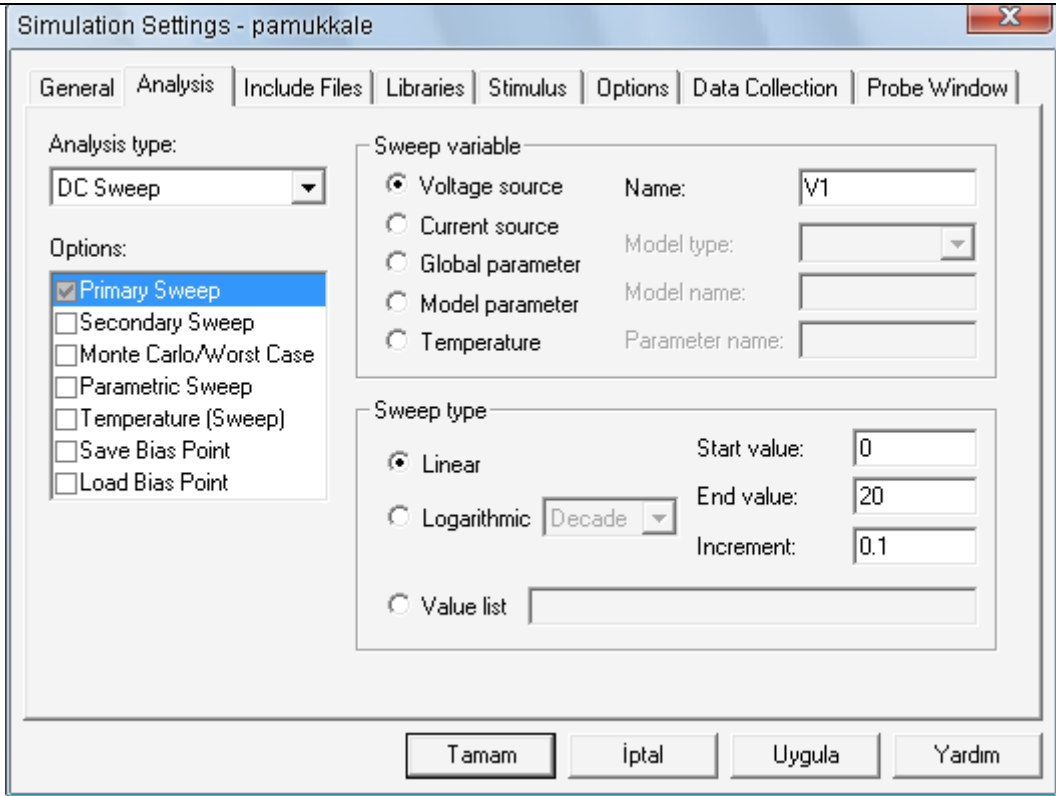 Simulation Settings - pamukkale
General Analysis Include Files Libraries Stimulus Options Data Collection Probe Window
Analysis type:
DC Sweep
Options:
Primary Sweep
Secondary Sweep
Monte Carlo/Worst Case
Parametric Sweep
Temperature (Sweep)
Save Bias Point
Load Bias Point
Sweep variable
Voltage source
Current source
Global parameter
Model parameter
Temperature
Name: V1
Model type:
Model name:
Parameter name:
Sweep type
Linear
Logarithmic Decade
Value list
Start value: 0
End value: 20
Increment: 0.1
Tamam İptal Uygula Yardım